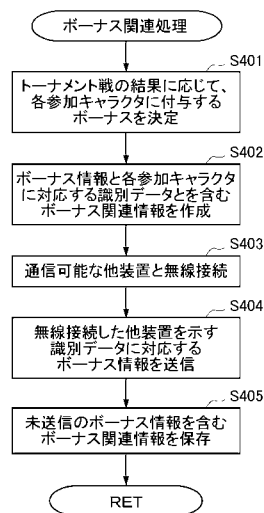 ボーナス関連処理
S401
トーナメント戦の結果に応じて、
各参加キャラクタに付与する
ボーナスを決定
S402
ボーナス情報と各参加キャラクタ
に対応する識別データとを含む
ボーナス関連情報を作成
S403
通信可能な他装置と無線接続
S404
無線接続した他装置を示す
識別データに対応する
ボーナス情報を送信
S405
未送信のボーナス情報を含む
ボーナス関連情報を保存
RET